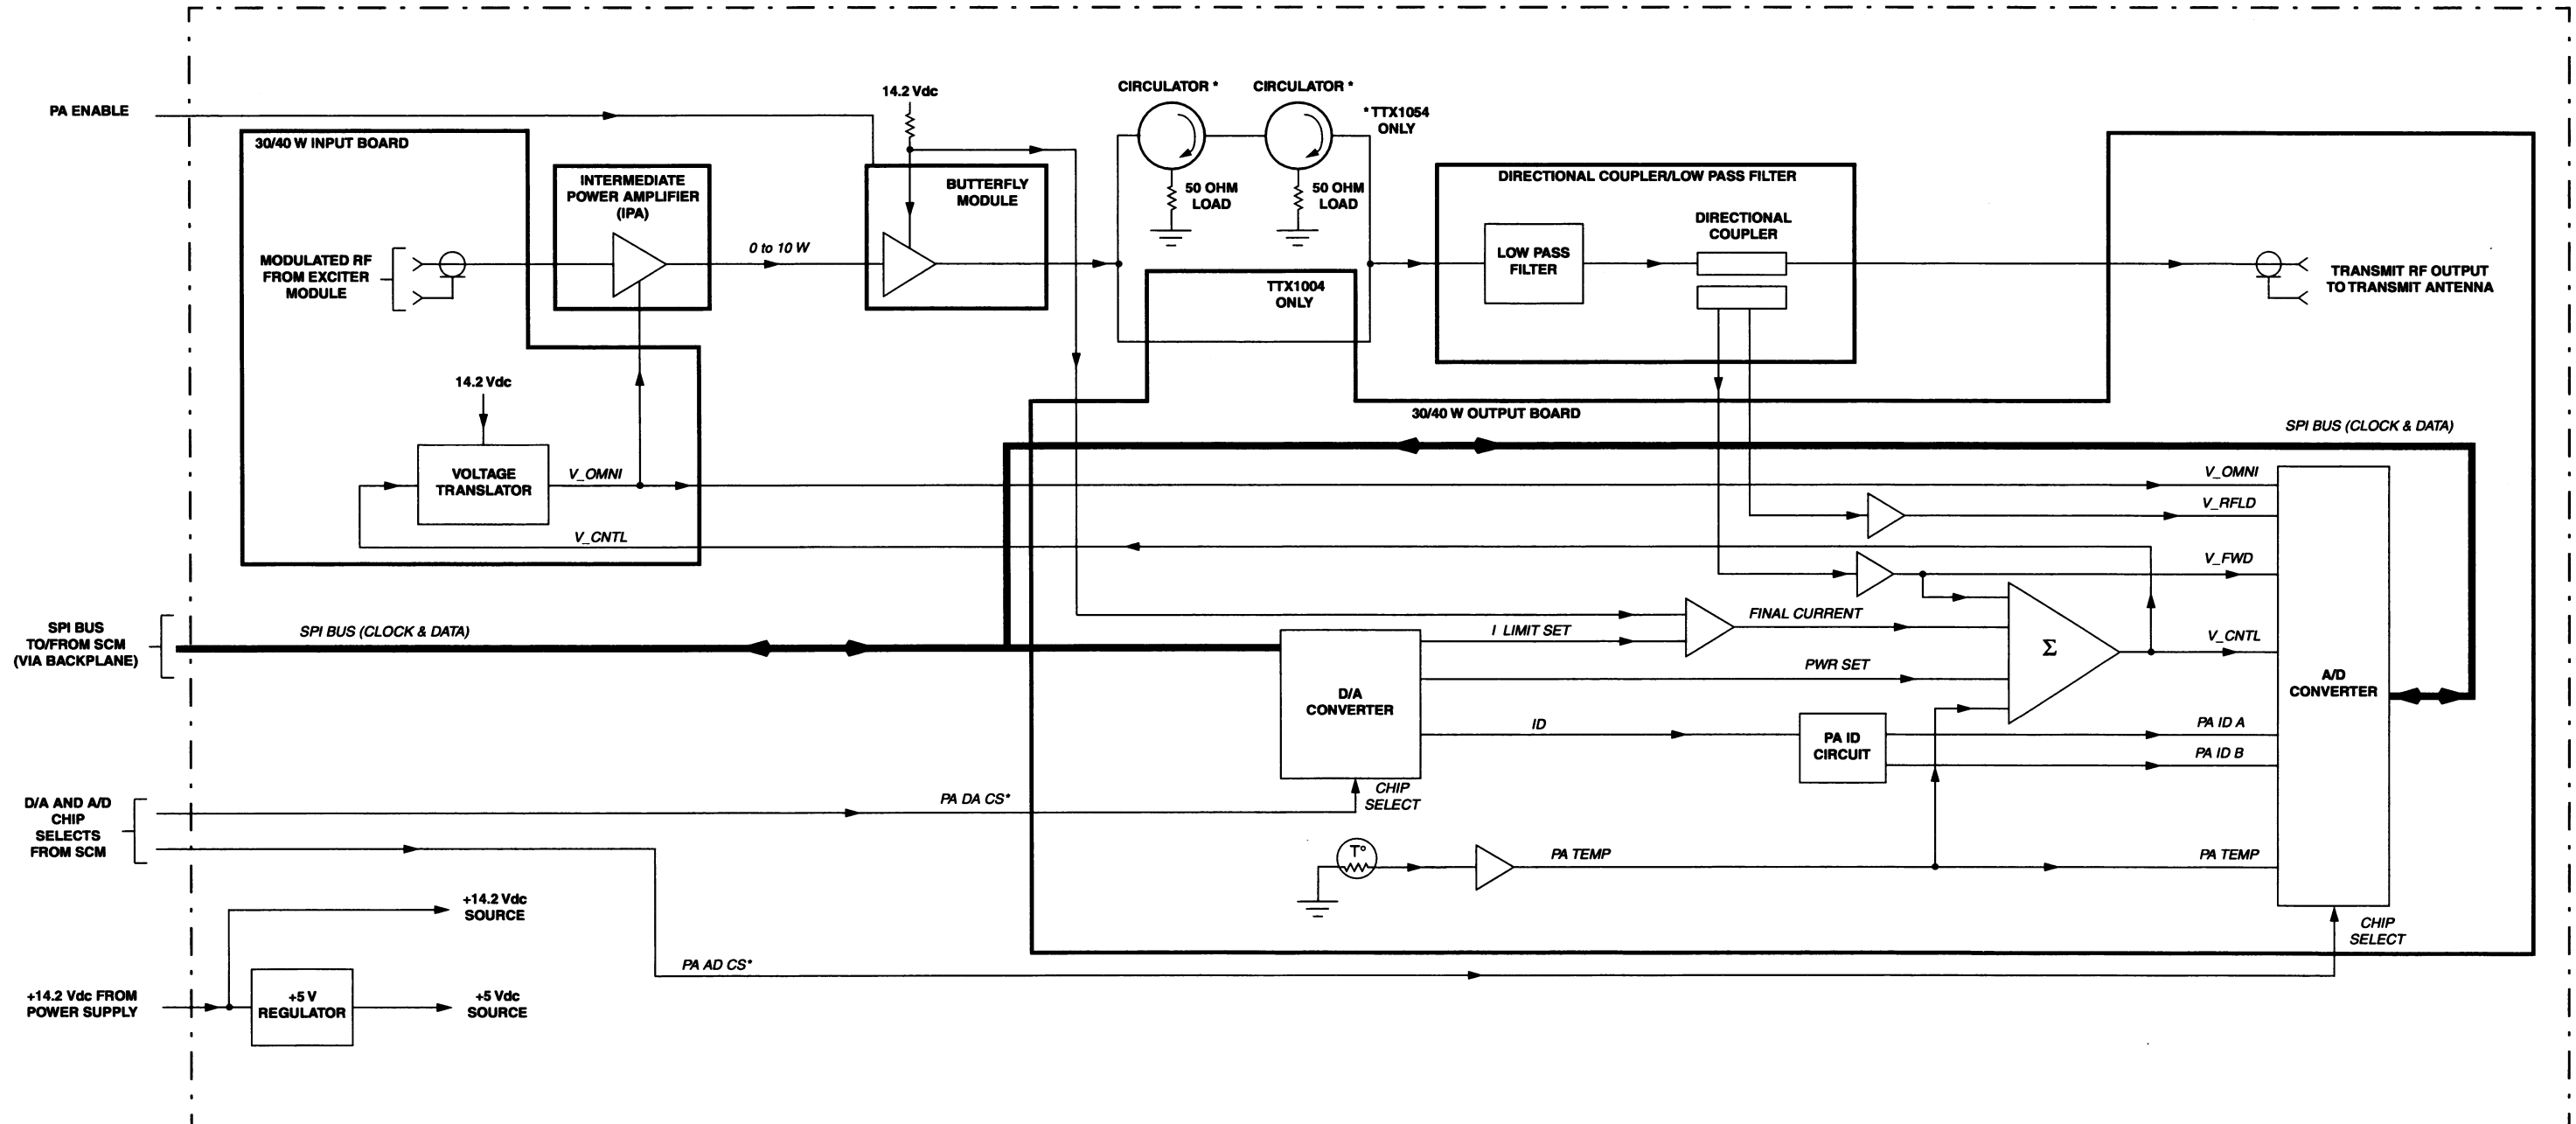 PA ENABLE
30/40 W INPUT BOARD
INTERMEDIATE
POWER AMPLIFIER
(IPA)
14.2 Vdc
BUTTERFLY
MODULE
CIRCULATOR *
CIRCULATOR *
* TTX1054
ONLY
50 OHM
LOAD
50 OHM
LOAD
DIRECTIONAL COUPLER/LOW PASS FILTER
DIRECTIONAL
COUPLER
LOW PASS
FILTER
MODULATED RF
FROM EXCITER
MODULE
0 to 10 W
TTX1004
ONLY
TRANSMIT RF OUTPUT
TO TRANSMIT ANTENNA
14.2 Vdc
VOLTAGE
TRANSLATOR
V_OMNI
V_CNTL
30/40 W OUTPUT BOARD
SPI BUS (CLOCK & DATA)
V_OMNI
V_RFLD
V_FWD
V_CNTL
SPI BUS
TO/FROM SCM
(VIA BACKPLANE)
SPI BUS (CLOCK & DATA)
I LIMIT SET
FINAL CURRENT
PWR SET
Σ
D/A
CONVERTER
A/D
CONVERTER
ID
PA ID
CIRCUIT
PA ID A
PA ID B
D/A AND A/D
CHIP
SELECTS
FROM SCM
PA DA CS*
CHIP
SELECT
T°
PA TEMP
PA TEMP
CHIP
SELECT
PA AD CS*
+14.2 Vdc
SOURCE
+14.2 Vdc FROM
POWER SUPPLY
+5 V
REGULATOR
+5 Vdc
SOURCE